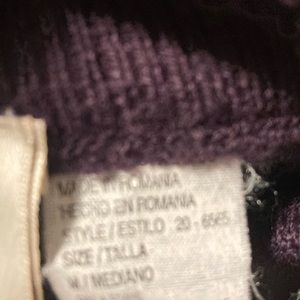 MADE IN ROMANIA
HECHO EN ROMANIA
STYLE / ESTILO 20 - 6565
SIZE / TALLA
M / MEDIANO